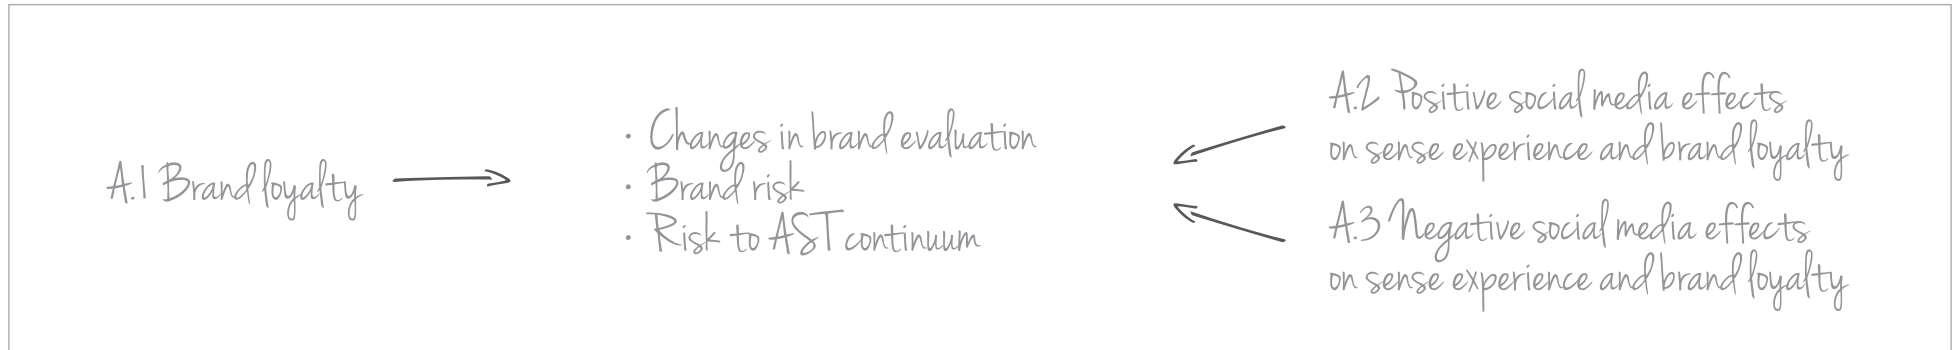 A.1 Brand loyalty
• Changes in brand evaluation
• Brand risk
• Risk to AST continuum
A.2 Positive social media effects
on sense experience and brand loyalty
A.3 Negative social media effects
on sense experience and brand loyalty